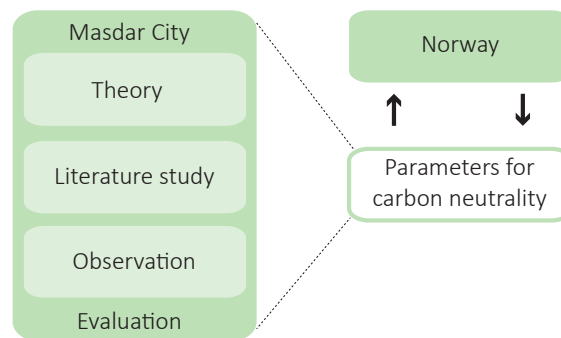 Masdar City
Theory
Literature study
Observation
Evaluation
Norway
Parameters for
carbon neutrality